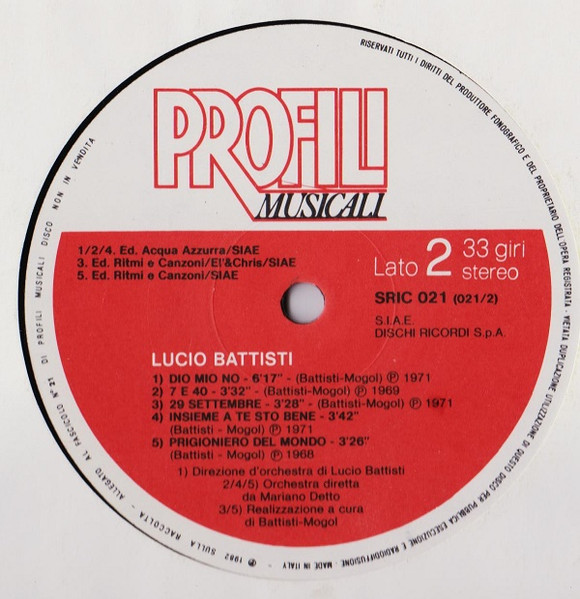 PROFILI
MUSICALI
RISERVATI TUTTI I DIRITTI DEL PRODUTTORE FONOGRAFICO E DEL PROPRIETARIO DELL'OPERA REGISTRATA - VIETATA DUPLICAZIONE UTILIZZAZIONE DI QUESTO DISCO PER PUBBLICA ESECUZIONE E RADIODIFFUSIONE - MADE IN ITALY
℗ 1982 SULLA RACCOLTA - ALLEGATO AL FASCICOLO N° 21 DI PROFILI MUSICALI DISCO NON IN VENDITA
1/2/4. Ed. Acqua Azzurra/SIAE
3. Ed. Ritmi e Canzoni/El'&Chris/SIAE
5. Ed. Ritmi e Canzoni/SIAE
Lato 2 33 giri
stereo
SRIC 021 (021/2)
S.I.A.E.
DISCHI RICORDI S.p.A.
LUCIO BATTISTI
1) DIO MIO NO - 6'17" - (Battisti-Mogol) ℗ 1971
2) 7 E 40 - 3'32" - (Battisti-Mogol) ℗ 1969
3) 29 SETTEMBRE - 3'28" - (Battisti-Mogol) ℗ 1971
4) INSIEME A TE STO BENE - 3'42"
(Battisti - Mogol) ℗ 1971
5) PRIGIONIERO DEL MONDO - 3'26"
(Battisti - Mogol) ℗ 1968
1) Direzione d'orchestra di Lucio Battisti
2/4/5) Orchestra diretta
da Mariano Detto
3/5) Realizzazione a cura
di Battisti-Mogol